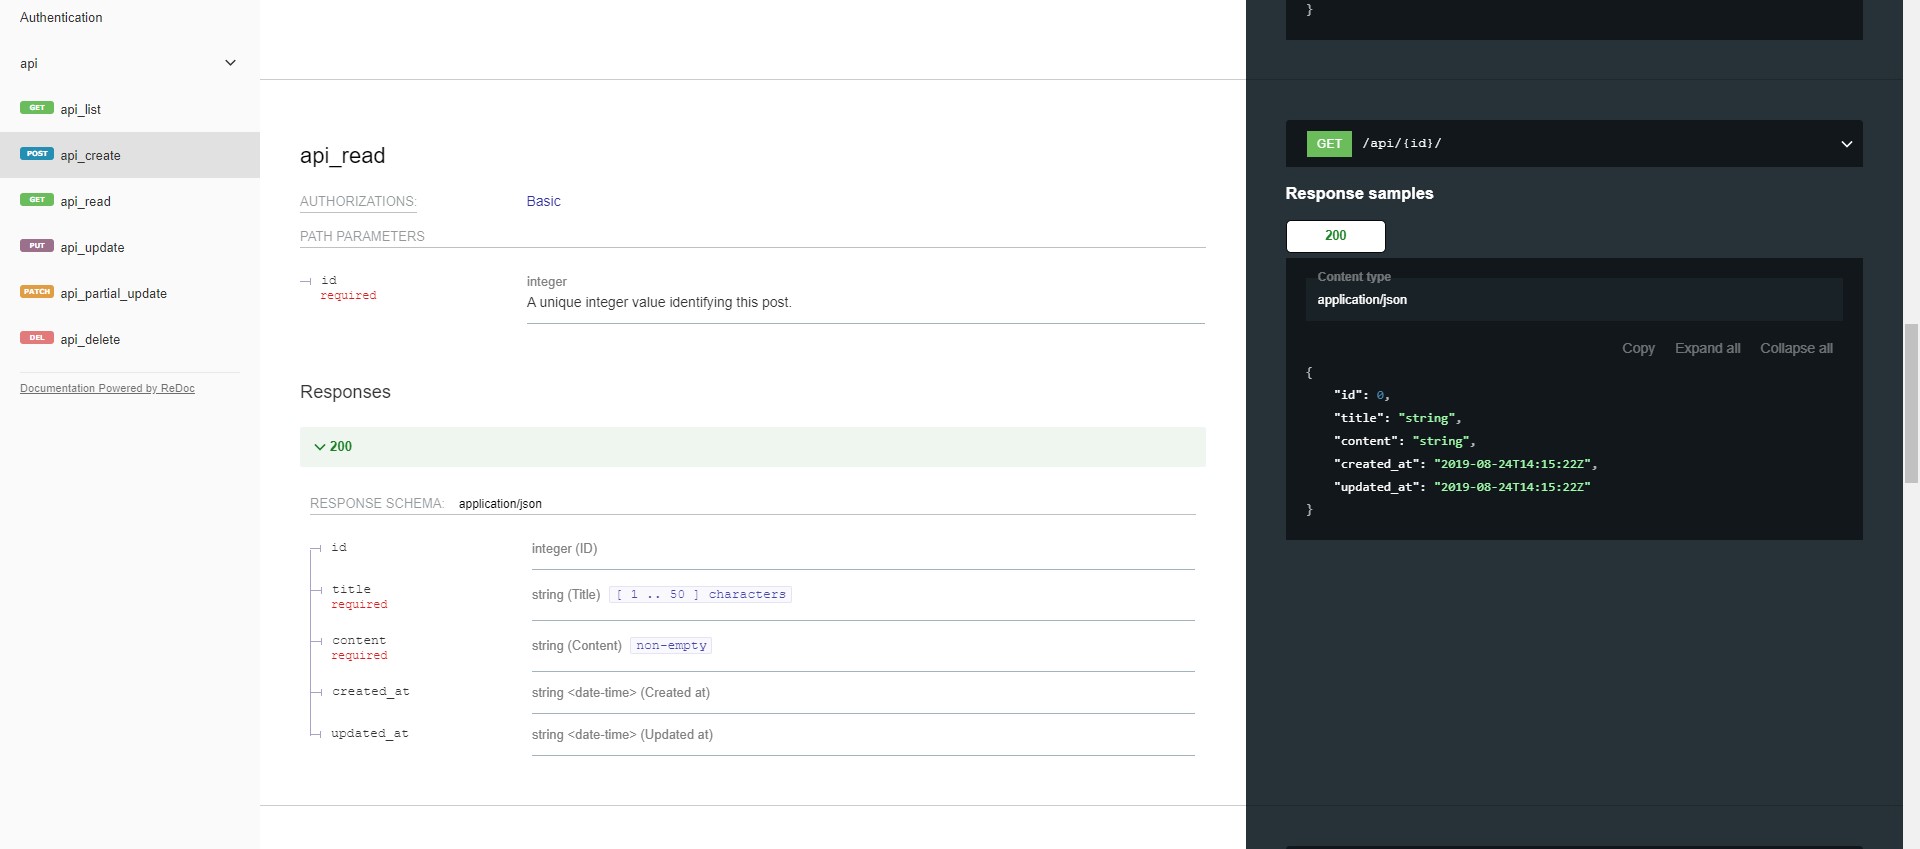 Authentication
api
GET api_list
POST api_create
GET api_read
PUT api_update
PATCH api_partial_update
DEL api_delete
Documentation Powered by ReDoc
api_read
AUTHORIZATIONS: Basic
PATH PARAMETERS
id integer
required A unique integer value identifying this post.
Responses
200
RESPONSE SCHEMA: application/json
id integer (ID)
title string (Title) [ 1 .. 50 ] characters
required
content string (Content) non-empty
required
created_at string <date-time> (Created at)
updated_at string <date-time> (Updated at)
}
GET /api/{id}/
Response samples
200
Content type
application/json
Copy Expand all Collapse all
{
"id": 0,
"title": "string",
"content": "string",
"created_at": "2019-08-24T14:15:22Z",
"updated_at": "2019-08-24T14:15:22Z"
}